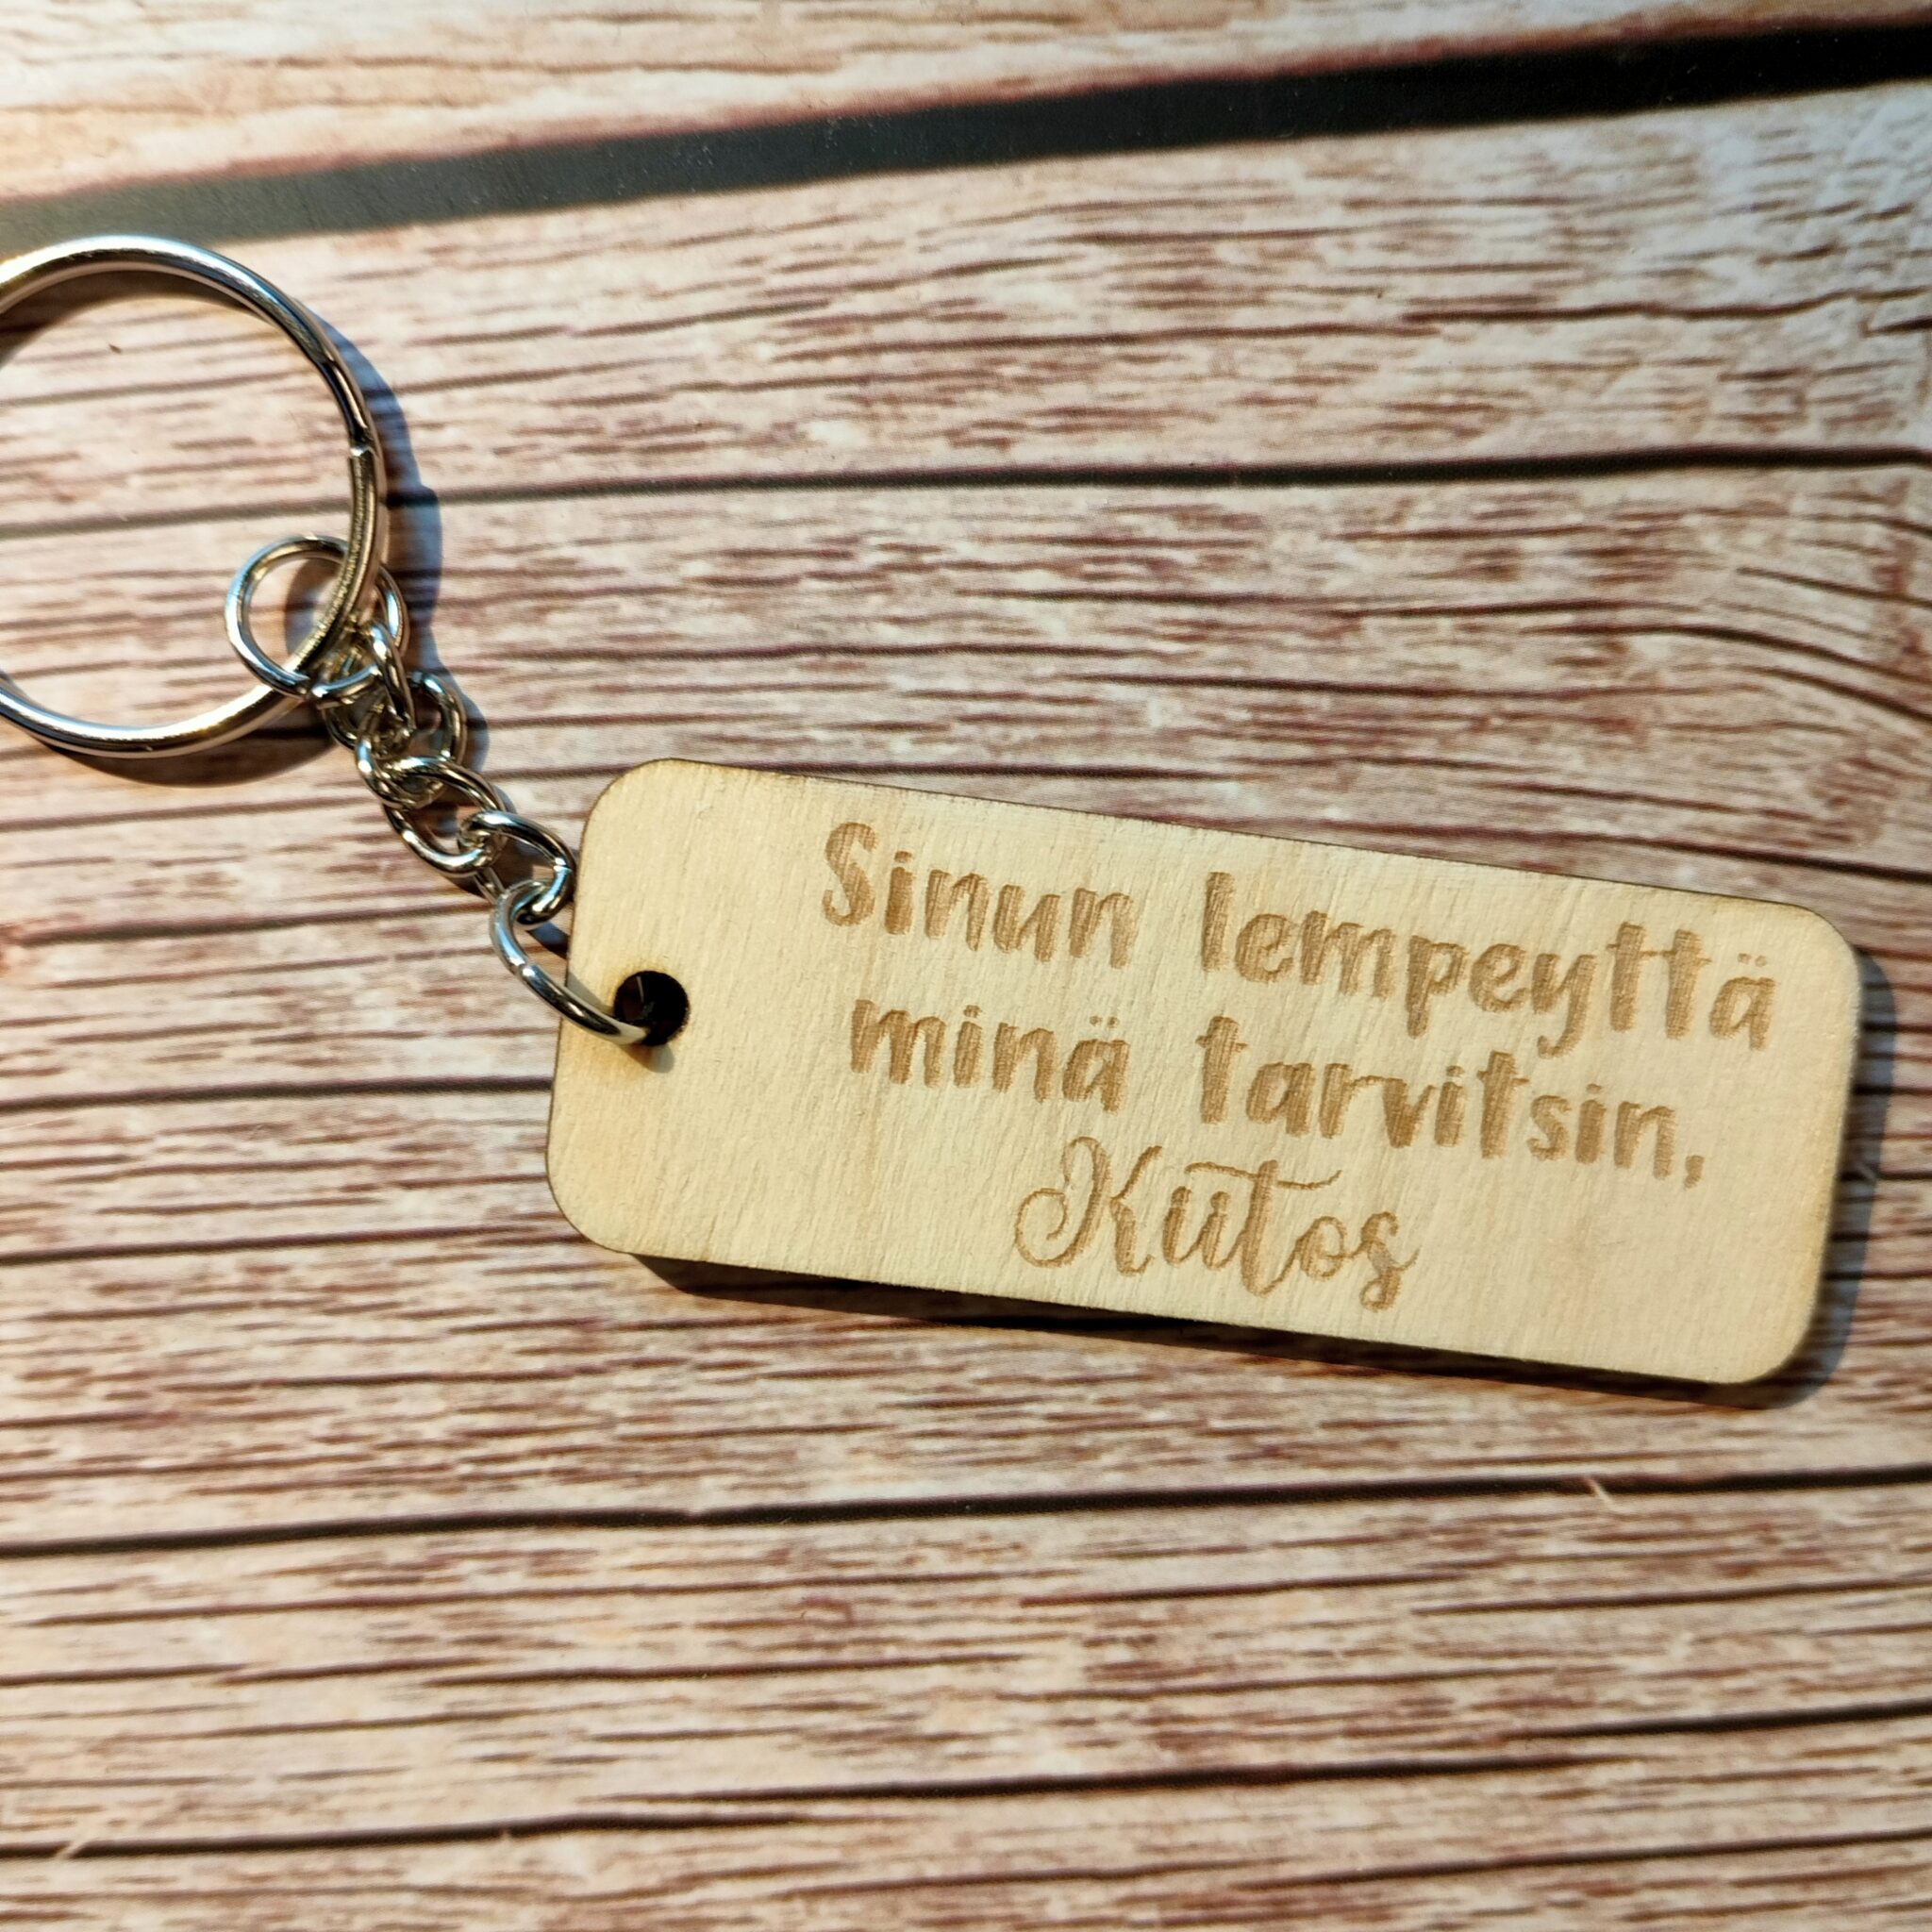 Sinun lempeyttä
minä tarvitsin,
Kiitos